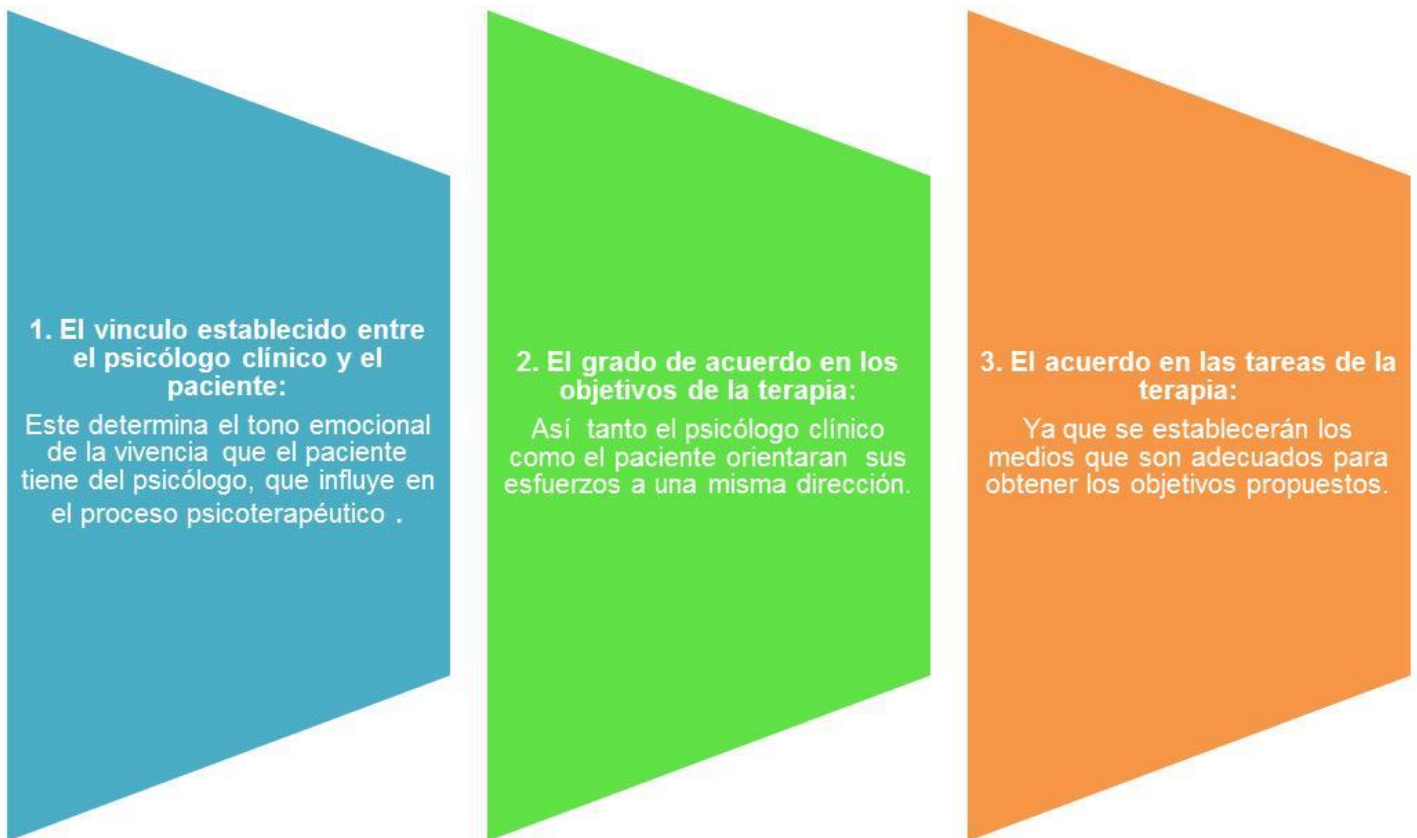 1. El vinculo establecido entre
el psicólogo clínico y el
paciente:
Este determina el tono emocional
de la vivencia que el paciente
tiene del psicólogo, que influye en
el proceso psicoterapéutico .
2. El grado de acuerdo en los
objetivos de la terapia:
Así tanto el psicólogo clínico
como el paciente orientaran sus
esfuerzos a una misma dirección.
3. El acuerdo en las tareas de la
terapia:
Ya que se establecerán los
medios que son adecuados para
obtener los objetivos propuestos.